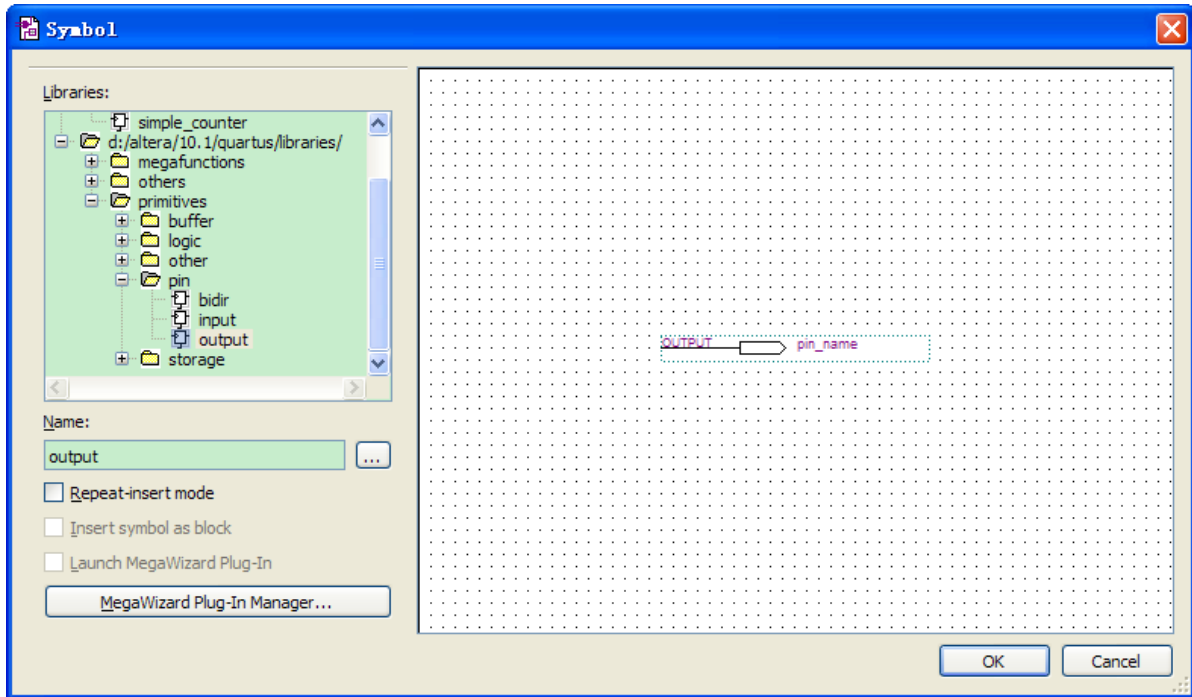 Symbol
Libraries:
simple_counter
d:/altera/10.1/quartus/libraries/
megafunctions
others
primitives
buffer
logic
other
pin
bidir
input
output
storage
Name:
output
...
Repeat-insert mode
Insert symbol as block
Launch MegaWizard Plug-In
MegaWizard Plug-In Manager...
OUTPUT pin_name
OK Cancel